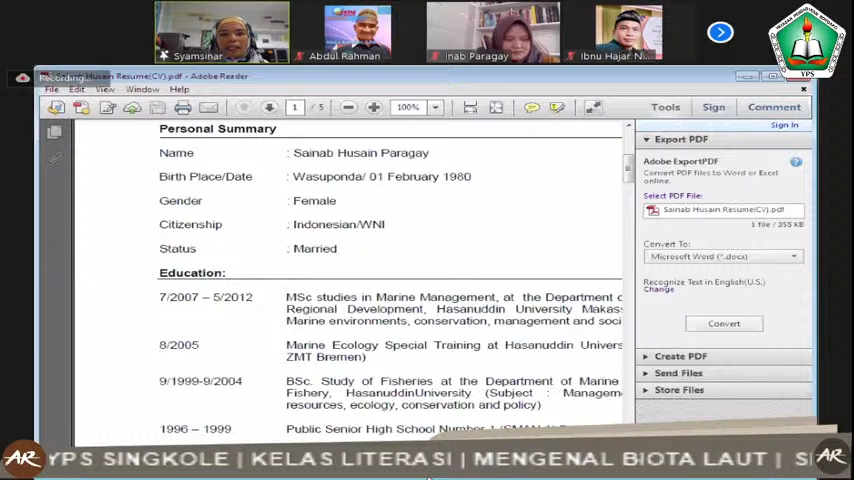 Syamsinar
Abdul Rahman
inab Paragay
Ibnu Hajar N...
YPS
Recording...
Husain Resume(CV).pdf - Adobe Reader
File Edit View Window Help
1 / 5
100%
Tools Sign Comment
Sign In
Personal Summary
Name : Sainab Husain Paragay
Birth Place/Date : Wasuponda/ 01 February 1980
Gender : Female
Citizenship : Indonesian/WNI
Status : Married
Education:
7/2007 – 5/2012 MSc studies in Marine Management, at the Department o
Regional Development, Hasanuddin University Makas
Marine environments, conservation, management and soci
8/2005 Marine Ecology Special Training at Hasanuddin Univers
ZMT Bremen)
9/1999-9/2004 BSc. Study of Fisheries at the Department of Marine
Fishery, HasanuddinUniversity (Subject : Managem
resources, ecology, conservation and policy)
1996 – 1999 Public Senior High School Number 1
Export PDF
Adobe ExportPDF
Convert PDF files to Word or Excel
online.
Select PDF File:
Sainab Husain Resume(CV).pdf
1 file / 355 KB
Convert To:
Microsoft Word (*.docx)
Recognize Text in English(U.S.)
Change
Convert
Create PDF
Send Files
Store Files
AR YPS SINGKOLE | KELAS LITERASI | MENGENAL BIOTA LAUT | AR